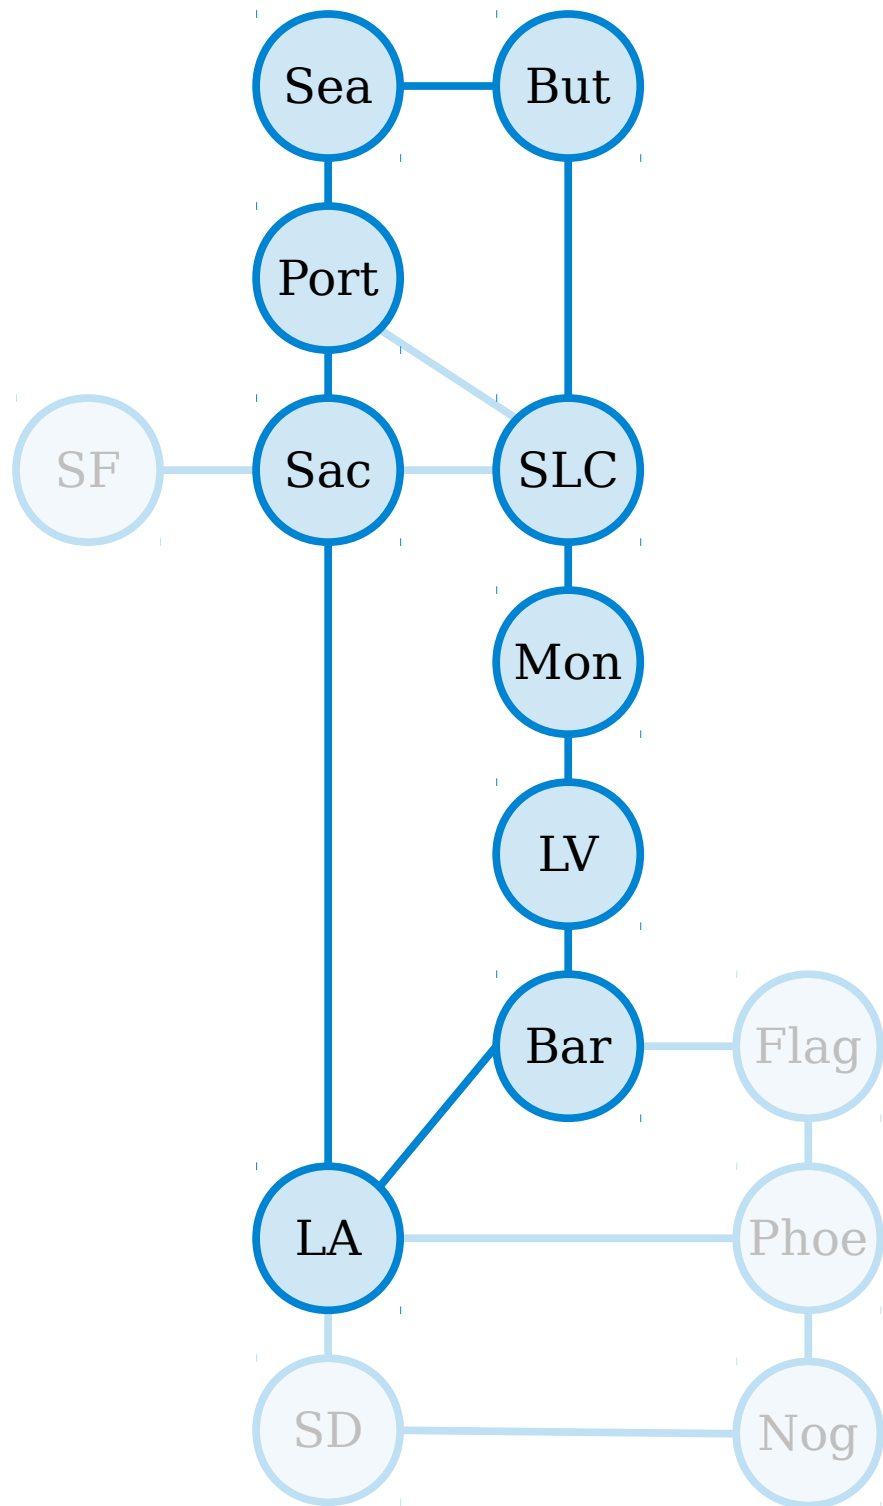 Sea But
Port
SF Sac SLC
Mon
LV
Bar Flag
LA Phoe
SD Nog